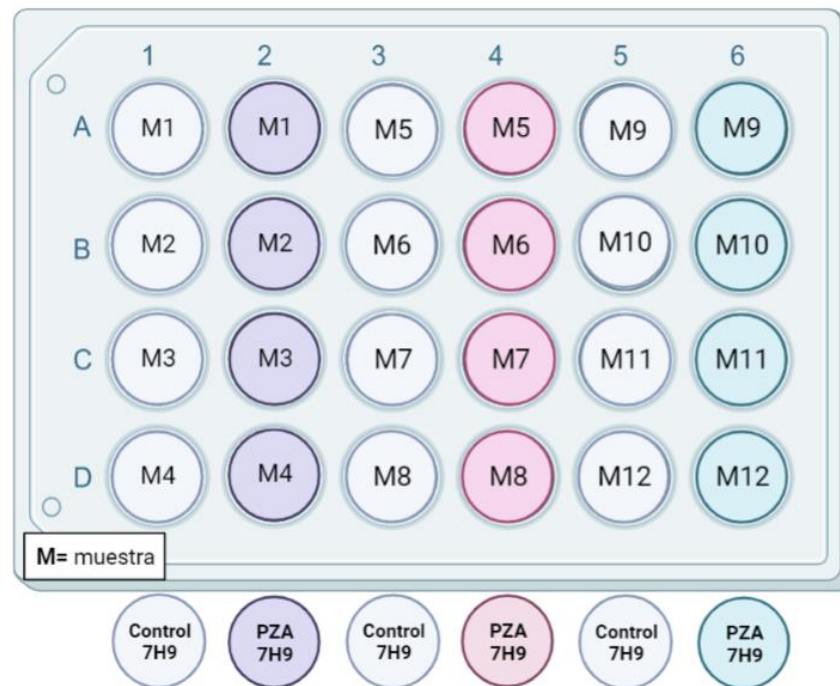 1 2 3 4 5 6
A M1 M1 M5 M5 M9 M9
B M2 M2 M6 M6 M10 M10
C M3 M3 M7 M7 M11 M11
D M4 M4 M8 M8 M12 M12
M= muestra
Control PZA Control PZA Control PZA
7H9 7H9 7H9 7H9 7H9 7H9